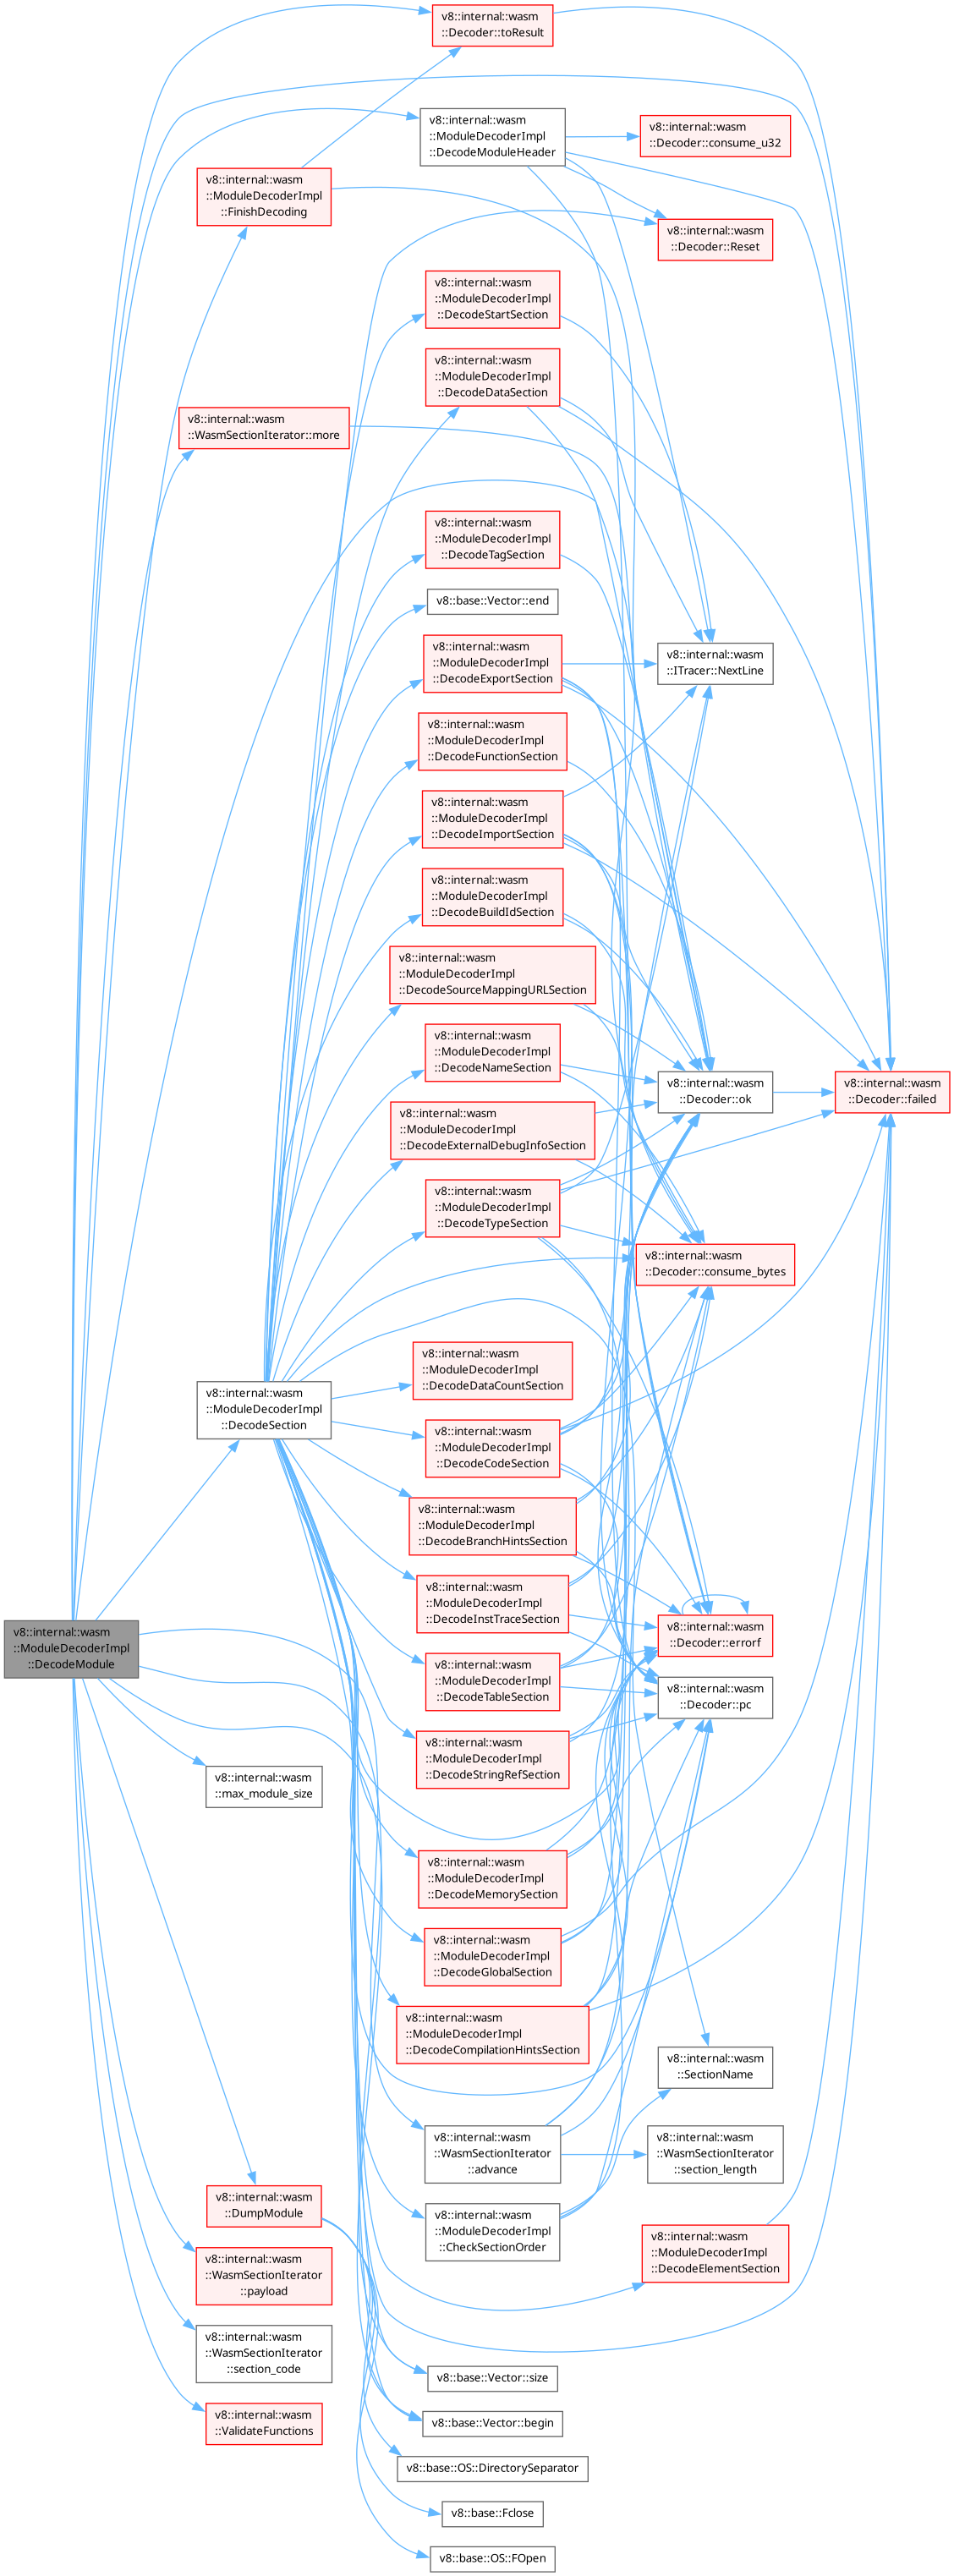 v8::internal::wasm
::Decoder::toResult
v8::internal::wasm
::ModuleDecoderImpl
::DecodeModuleHeader
v8::internal::wasm
::Decoder::consume_u32
v8::internal::wasm
::ModuleDecoderImpl
::FinishDecoding
v8::internal::wasm
::Decoder::Reset
v8::internal::wasm
::ModuleDecoderImpl
::DecodeStartSection
v8::internal::wasm
::ModuleDecoderImpl
::DecodeDataSection
v8::internal::wasm
::WasmSectionIterator::more
v8::internal::wasm
::ModuleDecoderImpl
::DecodeTagSection
v8::base::Vector::end
v8::internal::wasm
::ModuleDecoderImpl
::DecodeExportSection
v8::internal::wasm
::ITracer::NextLine
v8::internal::wasm
::ModuleDecoderImpl
::DecodeFunctionSection
v8::internal::wasm
::ModuleDecoderImpl
::DecodeImportSection
v8::internal::wasm
::ModuleDecoderImpl
::DecodeBuildIdSection
v8::internal::wasm
::ModuleDecoderImpl
::DecodeSourceMappingURLSection
v8::internal::wasm
::ModuleDecoderImpl
::DecodeNameSection
v8::internal::wasm
::Decoder::ok
v8::internal::wasm
::Decoder::failed
v8::internal::wasm
::ModuleDecoderImpl
::DecodeExternalDebugInfoSection
v8::internal::wasm
::ModuleDecoderImpl
::DecodeTypeSection
v8::internal::wasm
::Decoder::consume_bytes
v8::internal::wasm
::ModuleDecoderImpl
::DecodeDataCountSection
v8::internal::wasm
::ModuleDecoderImpl
::DecodeSection
v8::internal::wasm
::ModuleDecoderImpl
::DecodeCodeSection
v8::internal::wasm
::ModuleDecoderImpl
::DecodeBranchHintsSection
v8::internal::wasm
::ModuleDecoderImpl
::DecodeInstTraceSection
v8::internal::wasm
::ModuleDecoderImpl
::DecodeModule
v8::internal::wasm
::Decoder::errorf
v8::internal::wasm
::ModuleDecoderImpl
::DecodeTableSection
v8::internal::wasm
::Decoder::pc
v8::internal::wasm
::ModuleDecoderImpl
::DecodeStringRefSection
v8::internal::wasm
::max_module_size
v8::internal::wasm
::ModuleDecoderImpl
::DecodeMemorySection
v8::internal::wasm
::ModuleDecoderImpl
::DecodeGlobalSection
v8::internal::wasm
::ModuleDecoderImpl
::DecodeCompilationHintsSection
v8::internal::wasm
::SectionName
v8::internal::wasm
::WasmSectionIterator
::advance
v8::internal::wasm
::WasmSectionIterator
::section_length
v8::internal::wasm
::DumpModule
v8::internal::wasm
::ModuleDecoderImpl
::CheckSectionOrder
v8::internal::wasm
::ModuleDecoderImpl
::DecodeElementSection
v8::internal::wasm
::WasmSectionIterator
::payload
v8::internal::wasm
::WasmSectionIterator
::section_code
v8::base::Vector::size
v8::internal::wasm
::ValidateFunctions
v8::base::Vector::begin
v8::base::OS::DirectorySeparator
v8::base::Fclose
v8::base::OS::FOpen